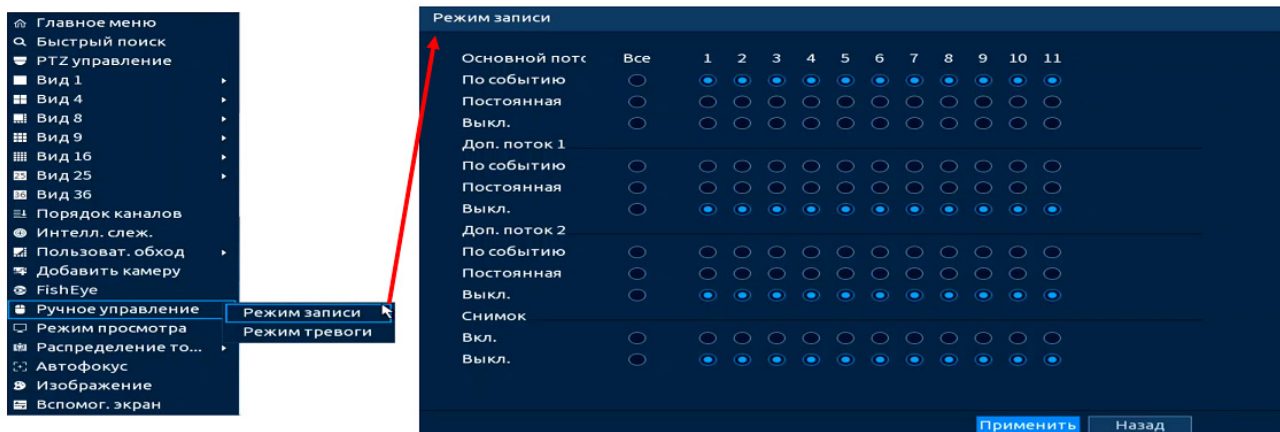 Главное меню
Быстрый поиск
PTZ управление
Вид 1
Вид 4
Вид 8
Вид 9
Вид 16
25 Вид 25
36 Вид 36
Порядок каналов
Интелл. слеж.
Пользоват. обход
Добавить камеру
FishEye
Ручное управление
Режим просмотра
Распределение то...
Автофокус
Изображение
Вспомог. экран
Режим записи
Режим тревоги
Режим записи
Основной пото Все 1 2 3 4 5 6 7 8 9 10 11
По событию
Постоянная
Выкл.
Доп. поток 1
По событию
Постоянная
Выкл.
Доп. поток 2
По событию
Постоянная
Выкл.
Снимок
Вкл.
Выкл.
Применить Назад